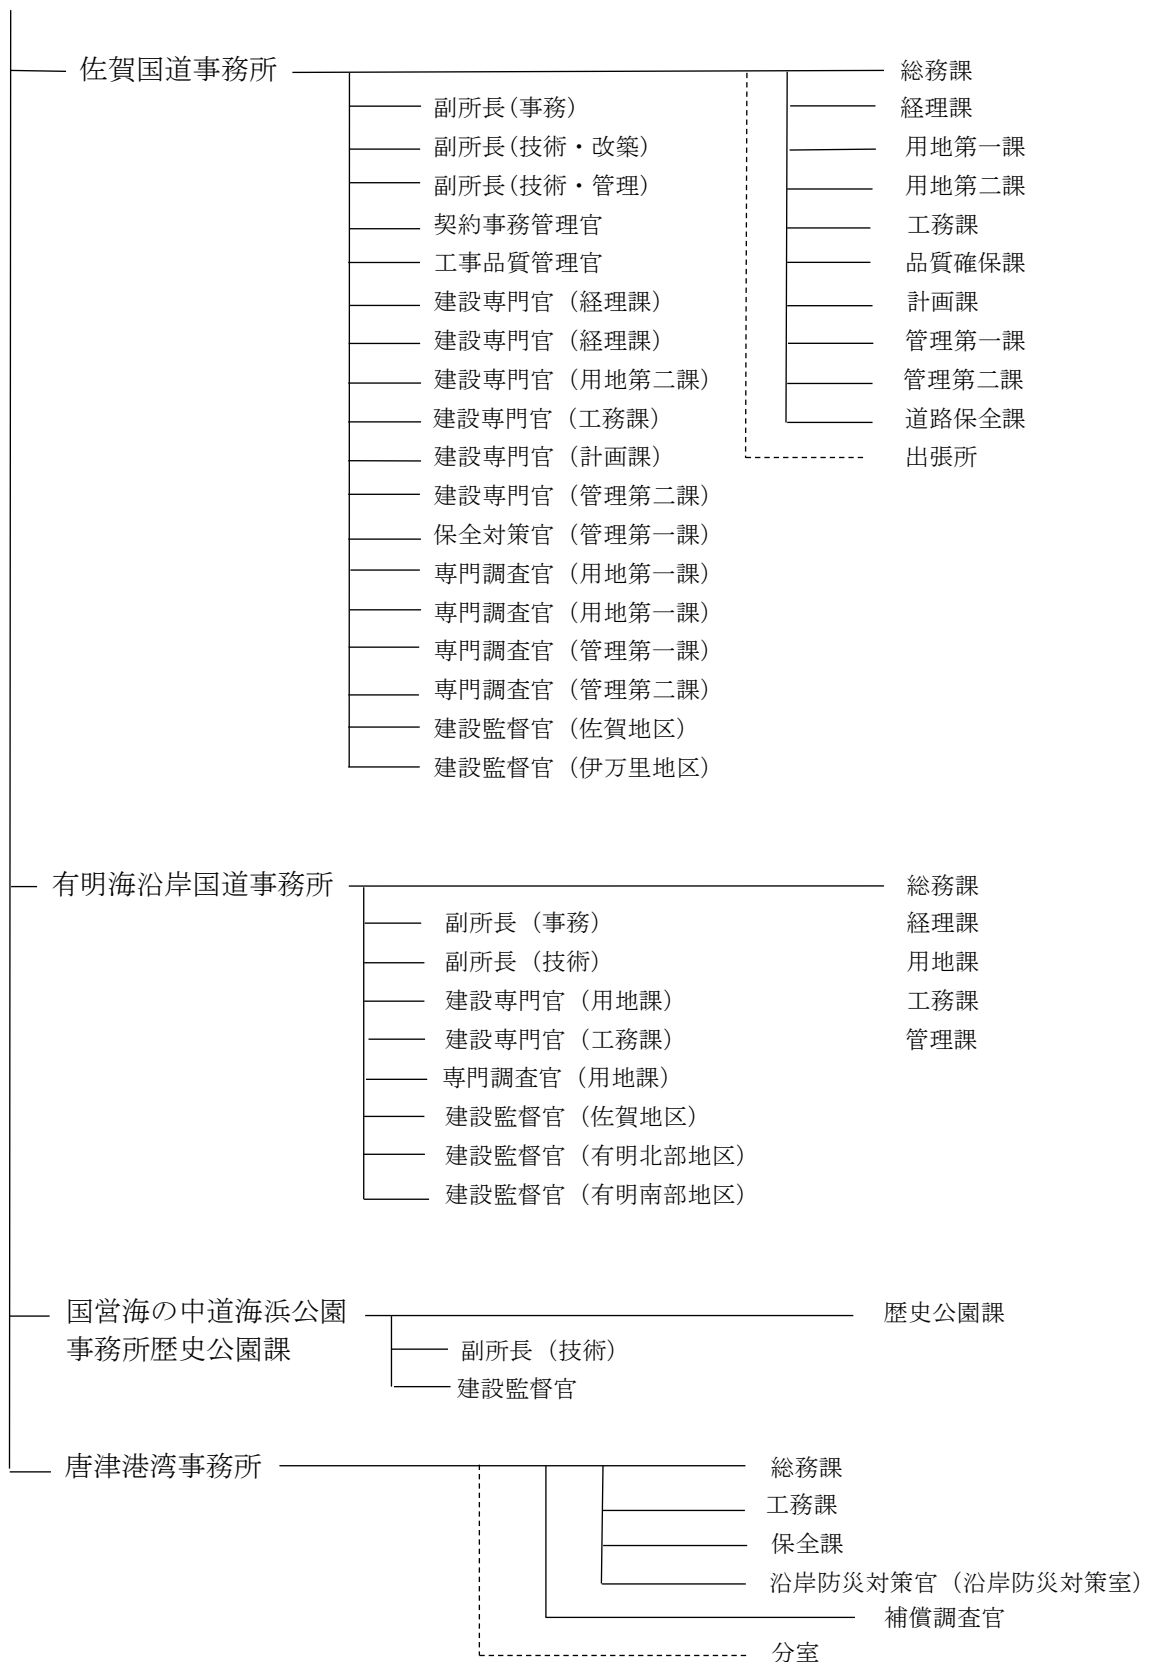 佐賀国道事務所
総務課
副所長(事務)
経理課
副所長(技術・改築)
用地第一課
副所長(技術・管理)
用地第二課
契約事務管理官
工務課
工事品質管理官
品質確保課
建設専門官（経理課）
計画課
建設専門官（経理課）
管理第一課
建設専門官（用地第二課）
管理第二課
建設専門官（工務課）
道路保全課
建設専門官（計画課）
出張所
建設専門官（管理第二課）
保全対策官（管理第一課）
専門調査官（用地第一課）
専門調査官（用地第一課）
専門調査官（管理第一課）
専門調査官（管理第二課）
建設監督官（佐賀地区）
建設監督官（伊万里地区）
有明海沿岸国道事務所
総務課
副所長（事務）
経理課
副所長（技術）
用地課
建設専門官（用地課）
工務課
建設専門官（工務課）
管理課
専門調査官（用地課）
建設監督官（佐賀地区）
建設監督官（有明北部地区）
建設監督官（有明南部地区）
国営海の中道海浜公園
事務所歴史公園課
歴史公園課
副所長（技術）
建設監督官
唐津港湾事務所
総務課
工務課
保全課
沿岸防災対策官（沿岸防災対策室）
補償調査官
分室